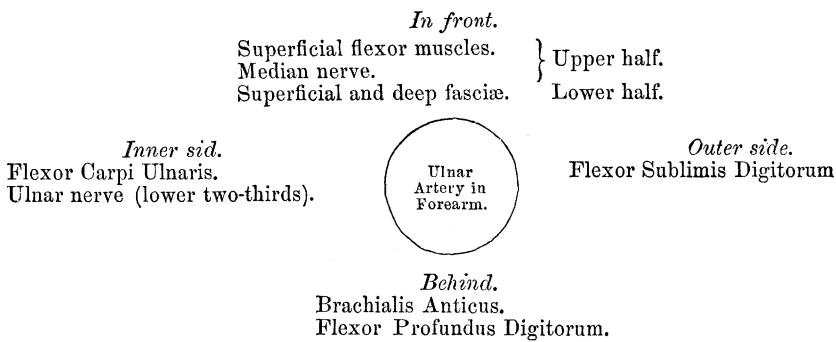 In front.
Superficial flexor muscles.
Median nerve.
} Upper half.
Superficial and deep fasciæ. Lower half.
Inner sid.
Flexor Carpi Ulnaris.
Ulnar nerve (lower two-thirds).
Ulnar
Artery in
Forearm.
Outer side.
Flexor Sublimis Digitorum
Behind.
Brachialis Anticus.
Flexor Profundus Digitorum.